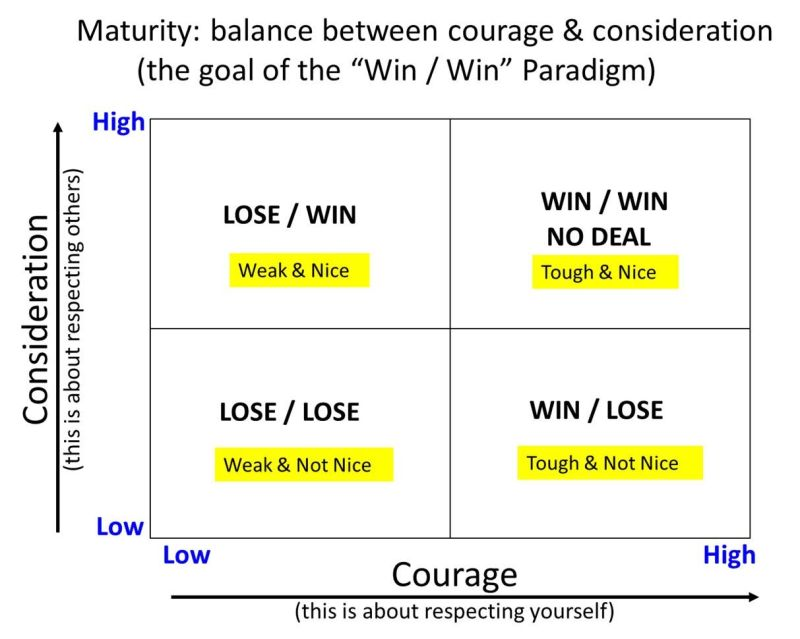 Maturity: balance between courage & consideration
(the goal of the “Win / Win” Paradigm)
High
Consideration
(this is about respecting others)
LOSE / WIN
Weak & Nice
WIN / WIN
NO DEAL
Tough & Nice
LOSE / LOSE
Weak & Not Nice
WIN / LOSE
Tough & Not Nice
Low
Low
High
Courage
(this is about respecting yourself)